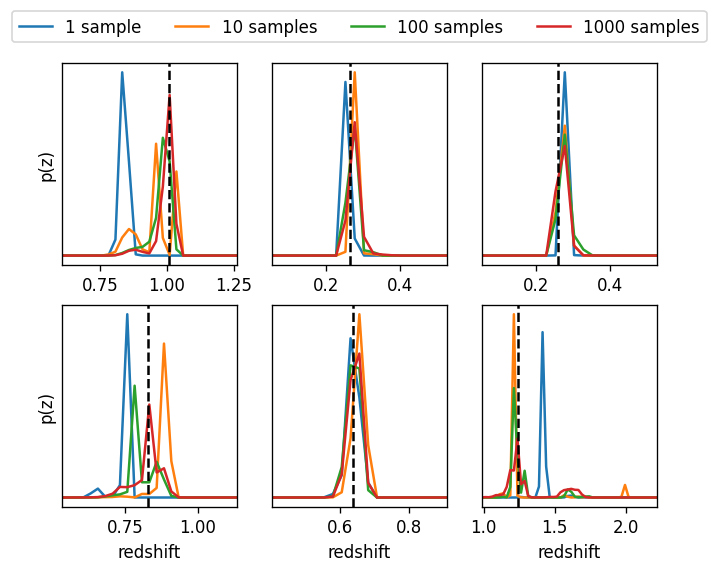 1 sample 10 samples 100 samples 1000 samples
p(z)
0.75 1.00 1.25
0.2 0.4
0.2 0.4
p(z)
0.75 1.00
0.6 0.8
1.0 1.5 2.0
redshift redshift redshift